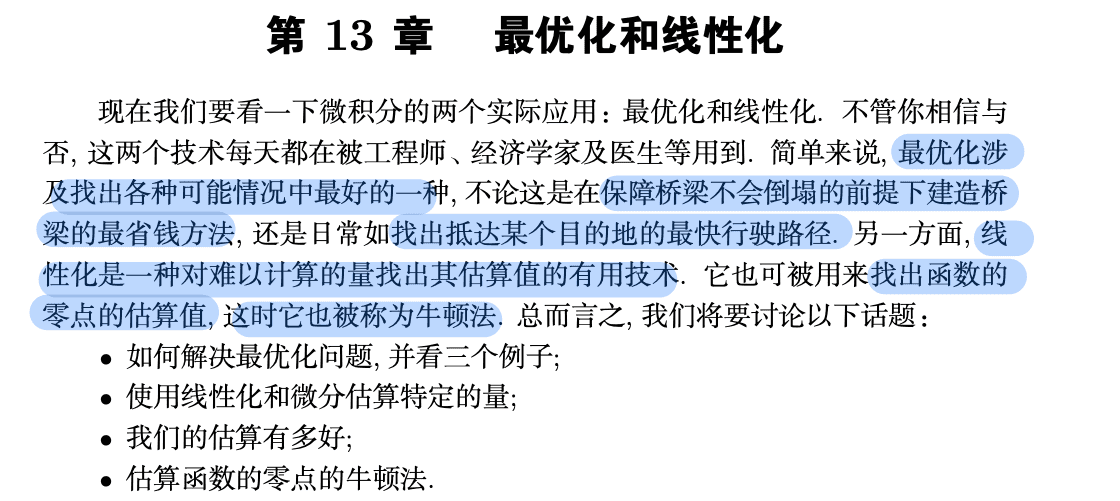 第 13 章 最优化和线性化
现在我们要看一下微积分的两个实际应用: 最优化和线性化. 不管你相信与
否, 这两个技术每天都在被工程师、经济学家及医生等用到. 简单来说, 最优化涉
及找出各种可能情况中最好的一种, 不论这是在保障桥梁不会倒塌的前提下建造桥
梁的最省钱方法, 还是日常如找出抵达某个目的地的最快行驶路径. 另一方面, 线
性化是一种对难以计算的量找出其估算值的有用技术. 它也可被用来找出函数的
零点的估算值, 这时它也被称为牛顿法. 总而言之, 我们将要讨论以下话题:
• 如何解决最优化问题, 并看三个例子;
• 使用线性化和微分估算特定的量;
• 我们的估算有多好;
• 估算函数的零点的牛顿法.